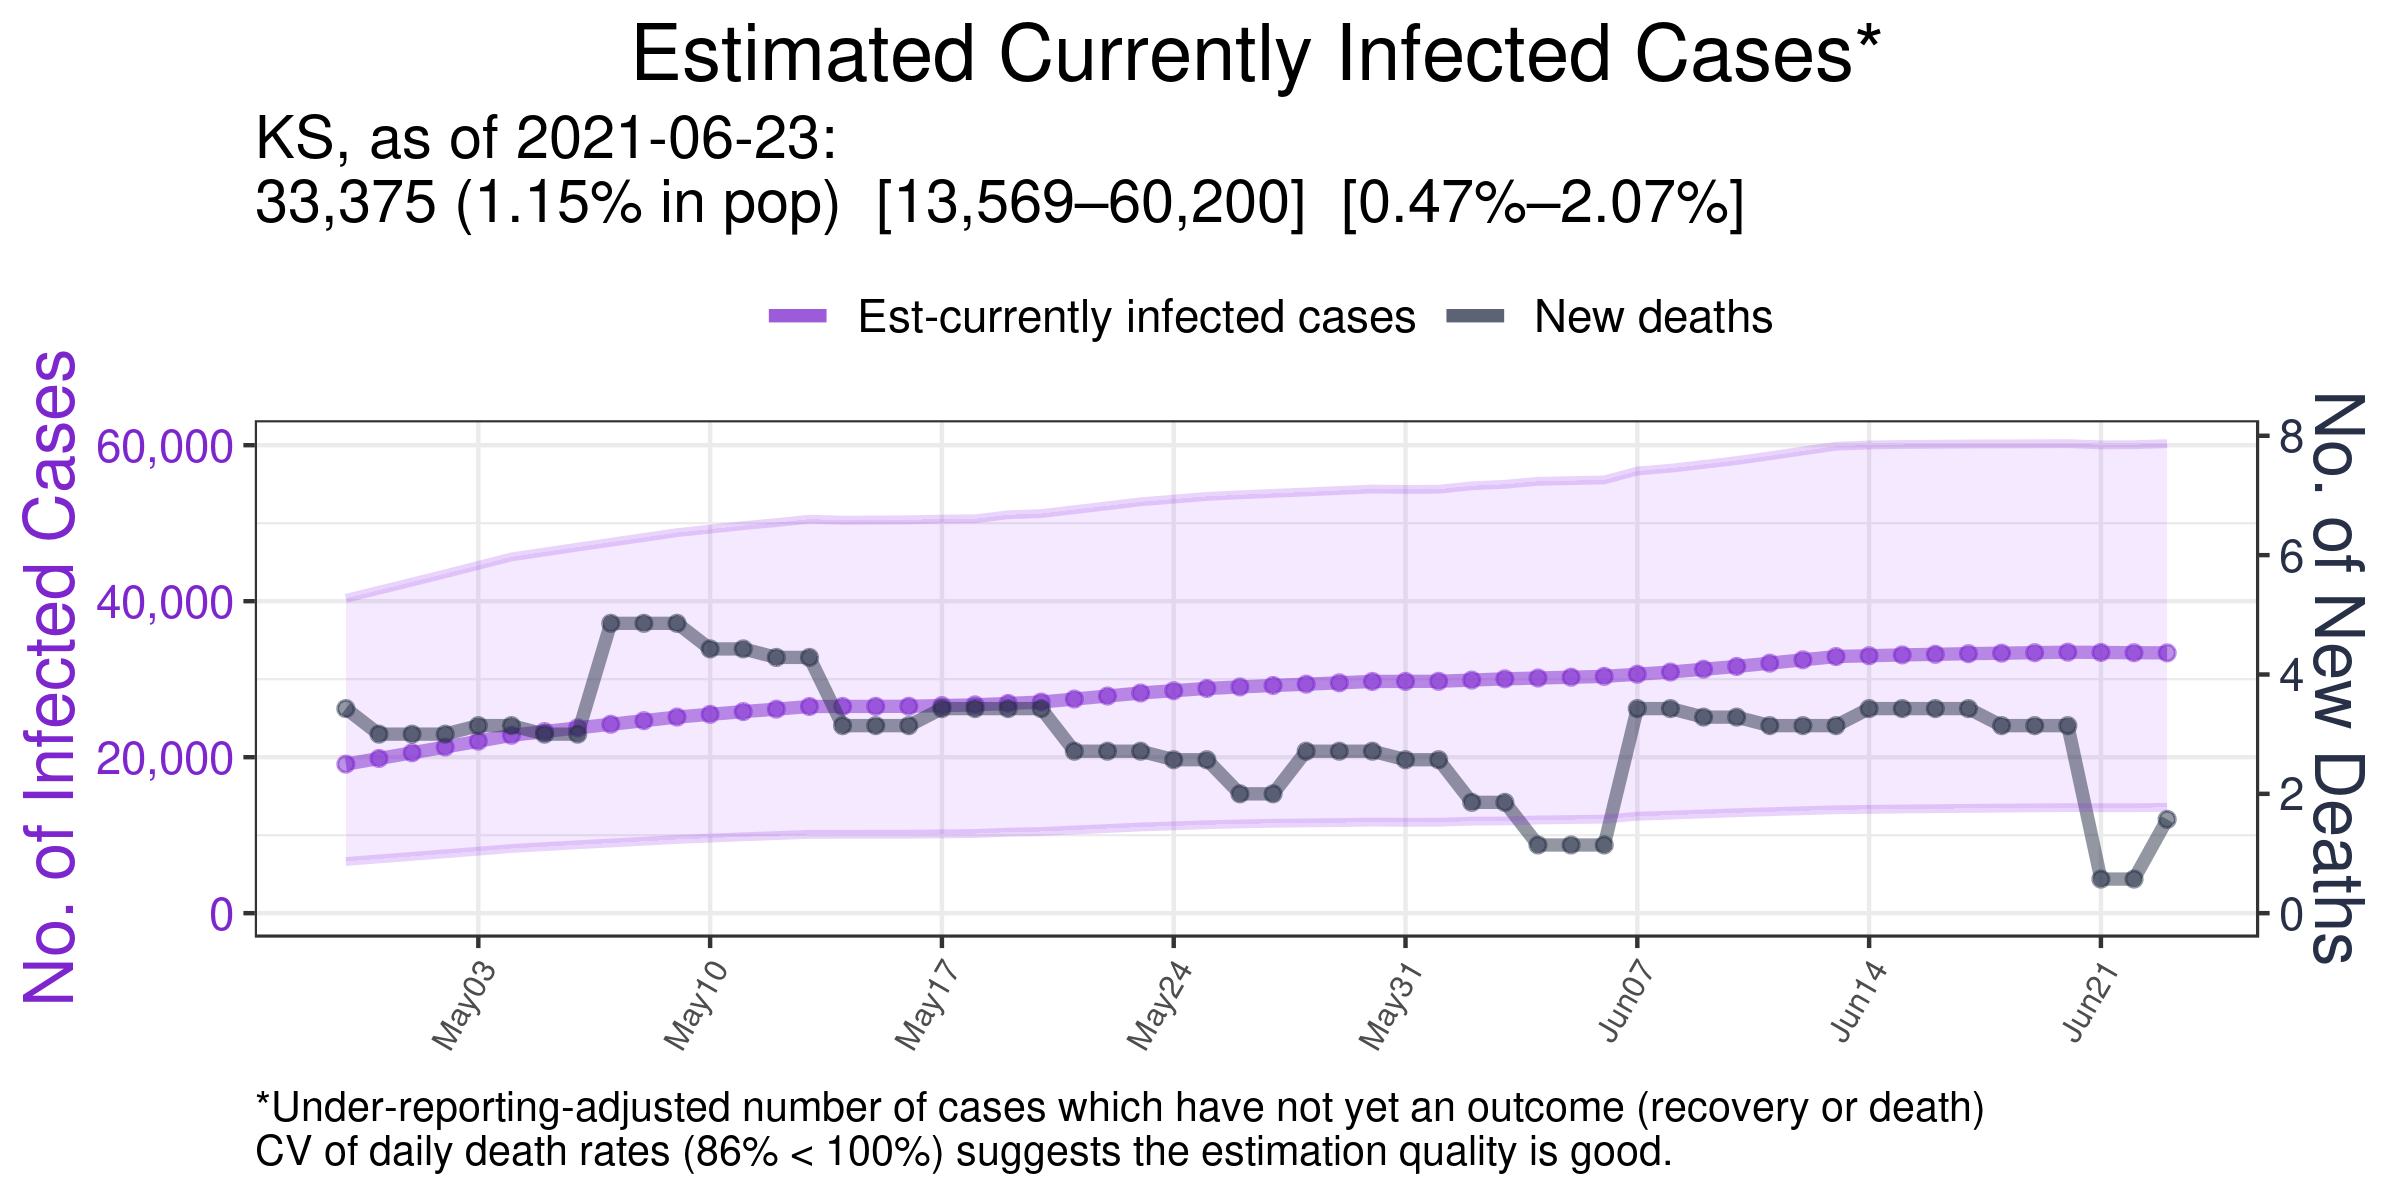 Estimated Currently Infected Cases*
KS, as of 2021-06-23:
33,375 (1.15% in pop)  [13,569–60,200]  [0.47%–2.07%]
Est-currently infected cases
New deaths
No. of Infected Cases
60,000
40,000
20,000
0
8
6
4
2
0
No. of New Deaths
May03
May10
May17
May24
May31
Jun07
Jun14
Jun21
*Under-reporting-adjusted number of cases which have not yet an outcome (recovery or death)
CV of daily death rates (86% < 100%) suggests the estimation quality is good.